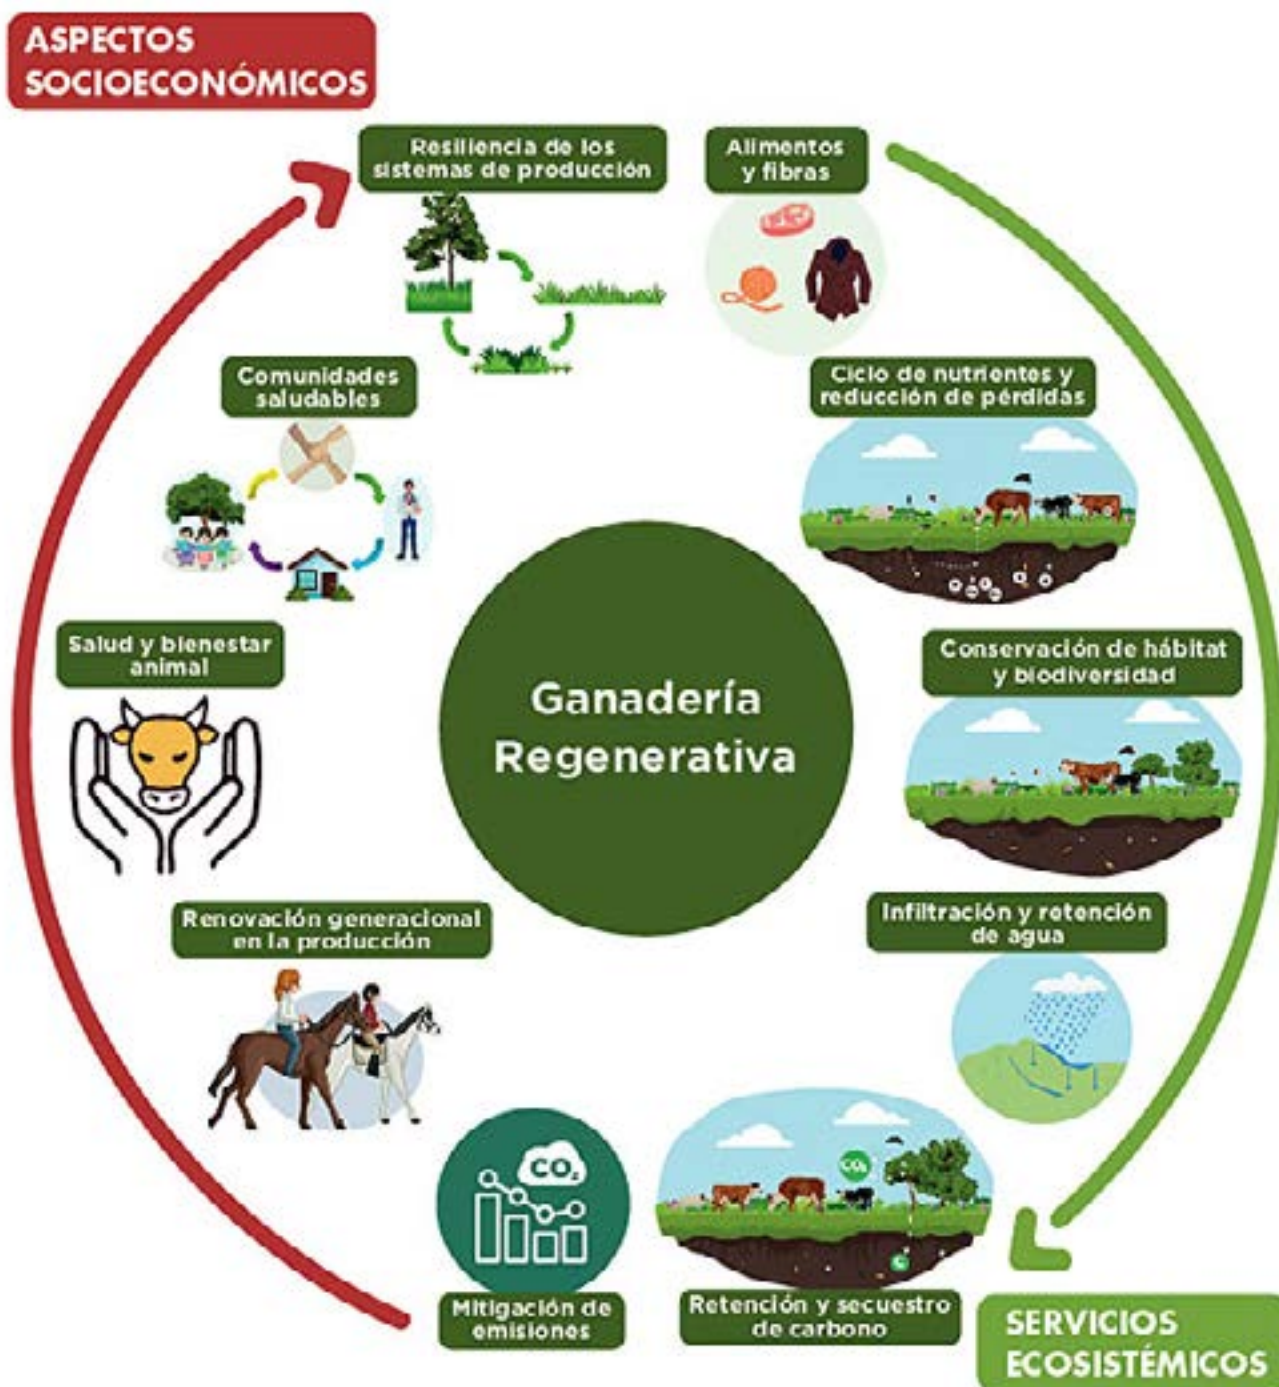 ASPECTOS
SOCIOECONÓMICOS
Resiliencia de los
sistemas de producción
Alimentos
y fibras
Comunidades
saludables
Ciclo de nutrientes y
reducción de pérdidas
Salud y bienestar
animal
Conservación de hábitat
y biodiversidad
Ganadería
Regenerativa
Renovación generacional
en la producción
Infiltración y retención
de agua
CO₂
CO₂
C
Mitigación de
emisiones
Retención y secuestro
de carbono
SERVICIOS
ECOSISTÉMICOS